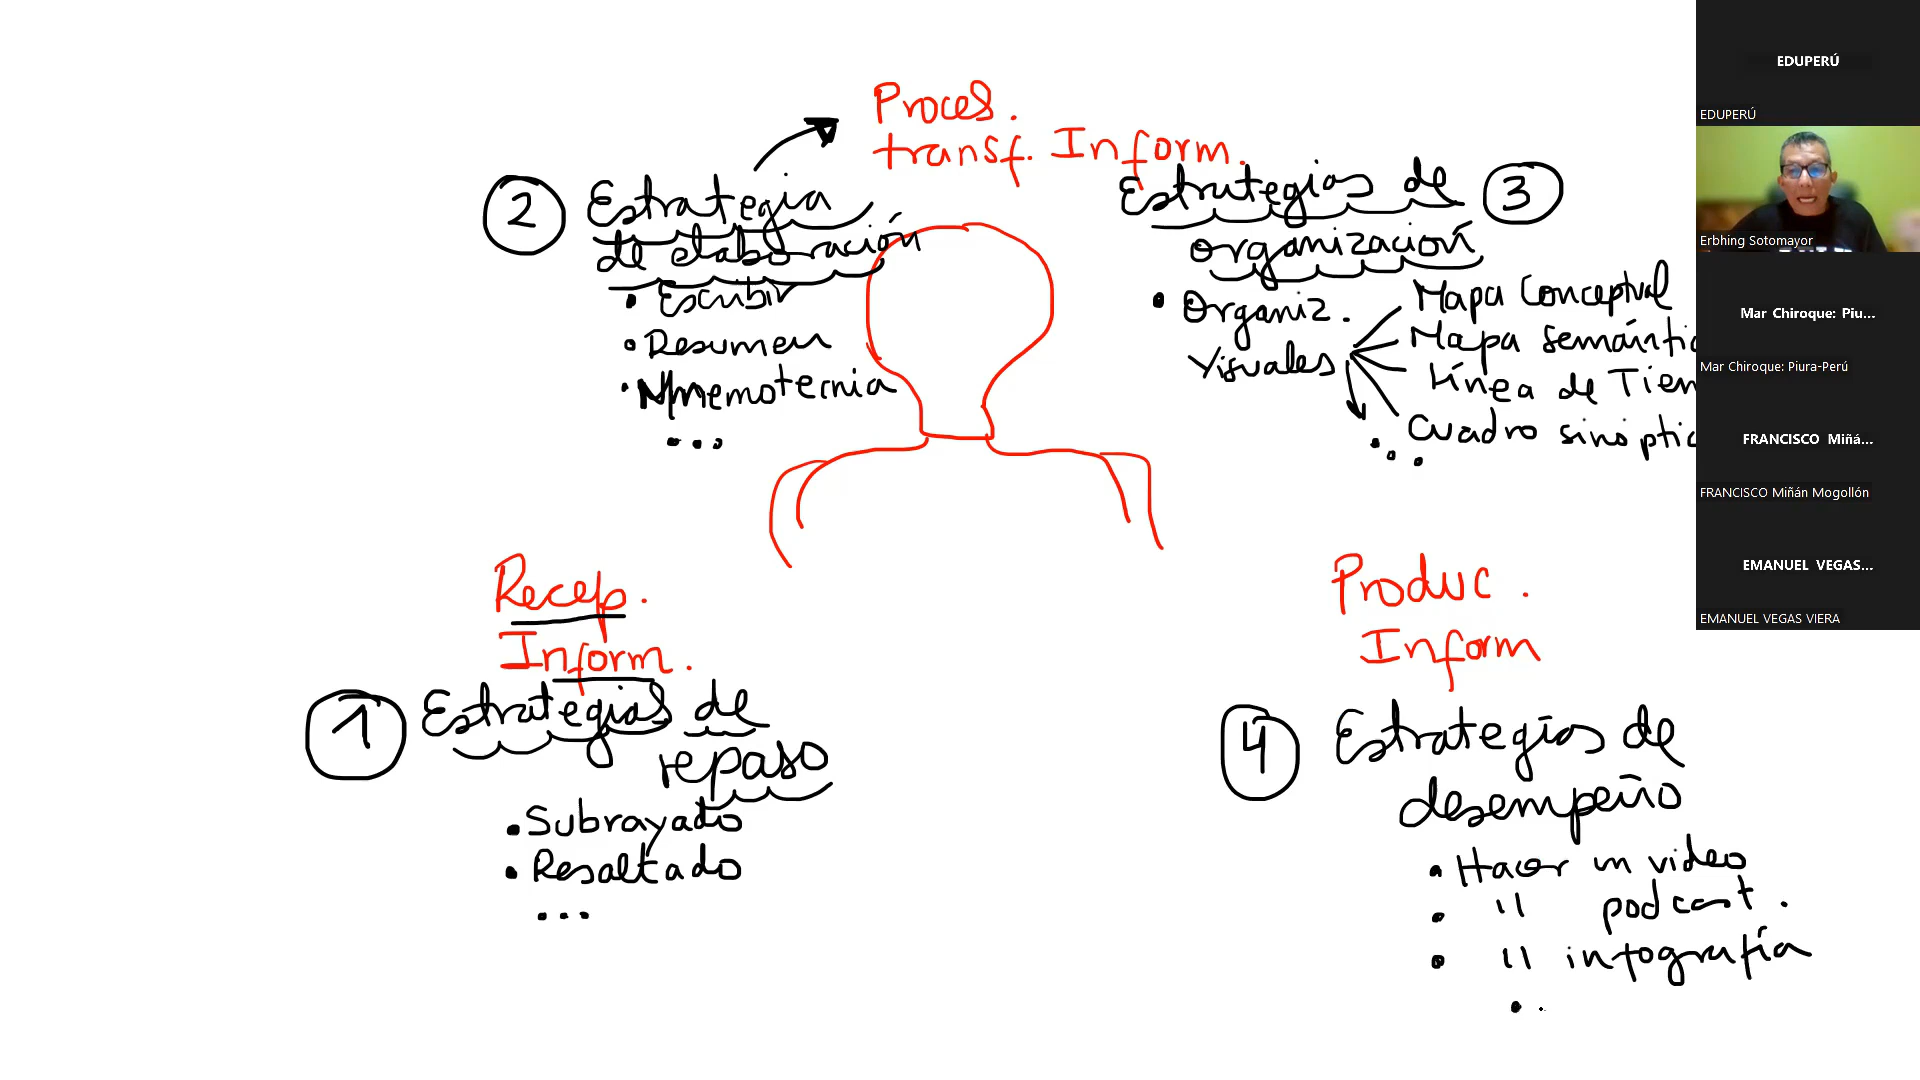 Proces.
transf. Inform.
2 Estrategia
de elaboración
• Escribir
• Resumen
• Mnemotecnia
...
Estrategias de 3
organización
• Organiz.
Visuales
Mapa Conceptual
Mapa Semántic
Línea de Tiem
Cuadro sinóptic
...
Recep.
Inform.
1 Estrategias de
repaso
• Subrayado
• Resaltado
...
Produc.
Inform
4 Estrategias de
desempeño
• Hacer un video
• " podcast.
• " infografía
• .
EDUPERÚ
EDUPERÚ
Erbhing Sotomayor
Mar Chiroque: Piu...
Mar Chiroque: Piura-Perú
FRANCISCO Miñá...
FRANCISCO Miñán Mogollón
EMANUEL VEGAS...
EMANUEL VEGAS VIERA